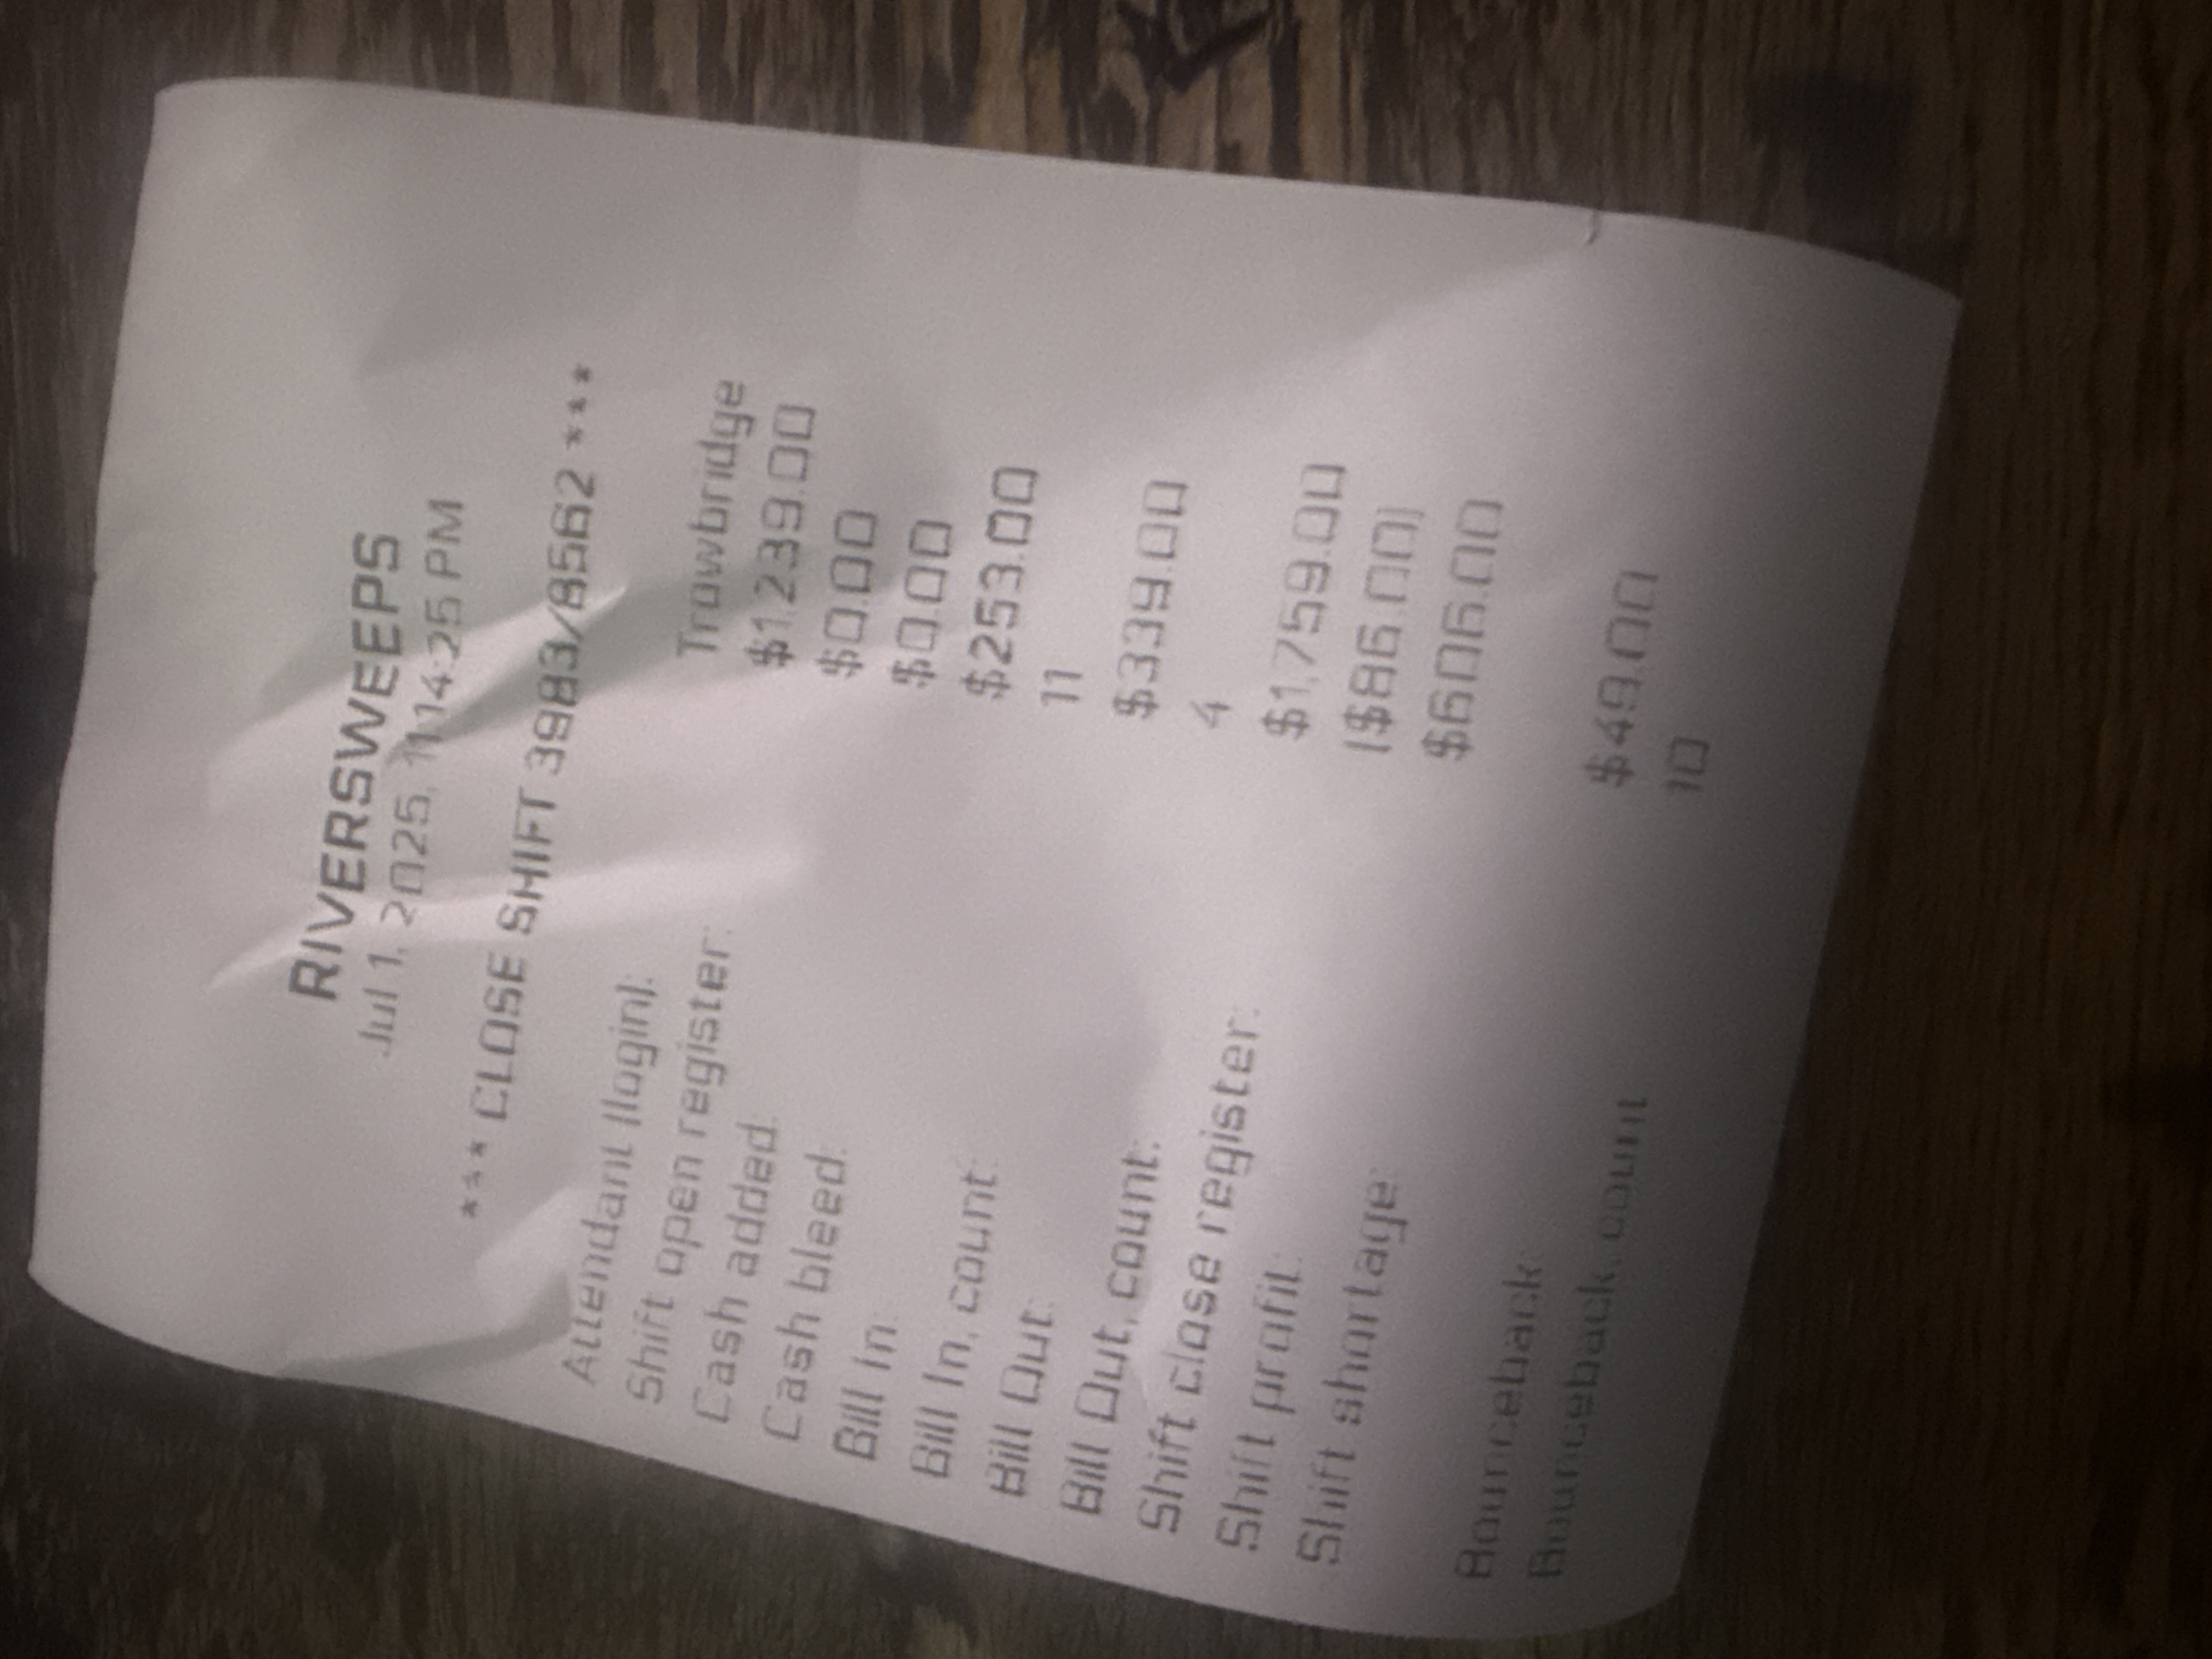 RIVERSWEEPS
Jul 1, 2025, 11:14:25 PM
*** CLOSE SHIFT 3983/8562 ***
Attendant (login): Trowbridge
Shift open register: $1,239.00
Cash added: $0.00
Cash bleed: $0.00
Bill In: $253.00
Bill In, count: 11
Bill Out: $339.00
Bill Out, count: 4
Shift close register: $1,759.00
Shift profit: ($86.00)
Shift shortage: $606.00
Bounceback: $49.00
Bounceback, count 10